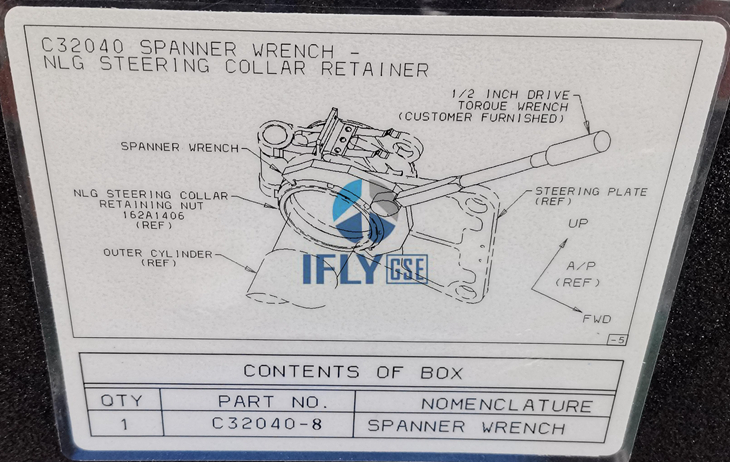 C32040 SPANNER WRENCH -
NLG STEERING COLLAR RETAINER
1/2 INCH DRIVE
TORQUE WRENCH
(CUSTOMER FURNISHED)
SPANNER WRENCH
NLG STEERING COLLAR
RETAINING NUT
162A1406
(REF)
STEERING PLATE
(REF)
OUTER CYLINDER
(REF)
UP
A/P
(REF)
FWD
IFLY GSE
-5
CONTENTS OF BOX
QTY PART NO. NOMENCLATURE
1 C32040-8 SPANNER WRENCH